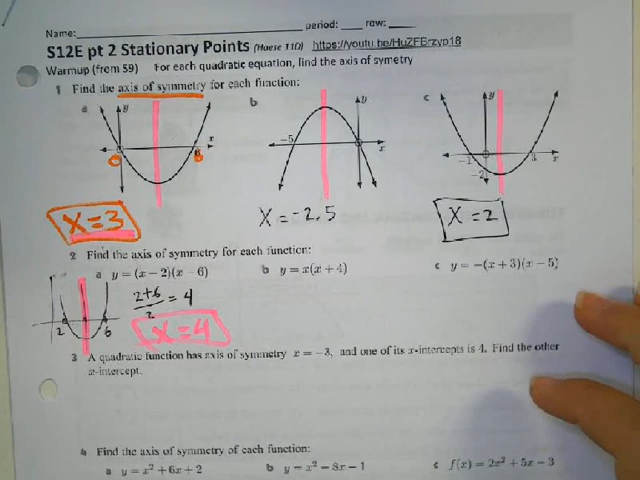 Name: period: row:
S12E pt 2 Stationary Points (Haese 11D) https://youtu.be/HuZFBrzyp18
Warmup (from S9) For each quadratic equation, find the axis of symetry
1 Find the axis of symmetry for each function:
a y x 0 6
b y x -5
c y x -1 3 -2
X = 3
X = -2.5
X = 2
2 Find the axis of symmetry for each function:
a y = (x - 2)(x - 6)
b y = x(x + 4)
c y = -(x + 3)(x - 5)
2 6
2+6/2 = 4
X = 4
3 A quadratic function has axis of symmetry x = -3, and one of its x-intercepts is 4. Find the other
x-intercept.
4 Find the axis of symmetry of each function:
a y = x² + 6x + 2
b y = x² - 8x - 1
c f(x) = 2x² + 5x - 3